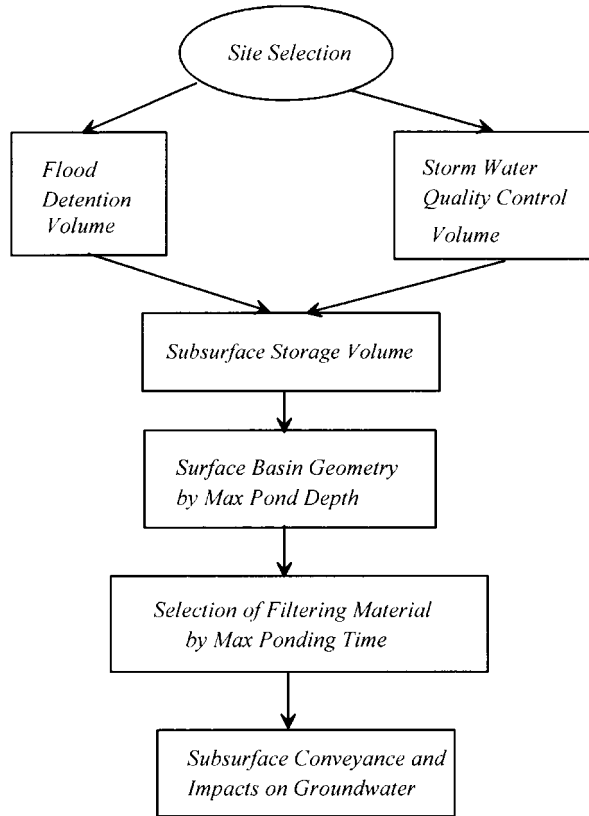 Site Selection
Flood
Detention
Volume
Storm Water
Quality Control
Volume
Subsurface Storage Volume
Surface Basin Geometry
by Max Pond Depth
Selection of Filtering Material
by Max Ponding Time
Subsurface Conveyance and
Impacts on Groundwater